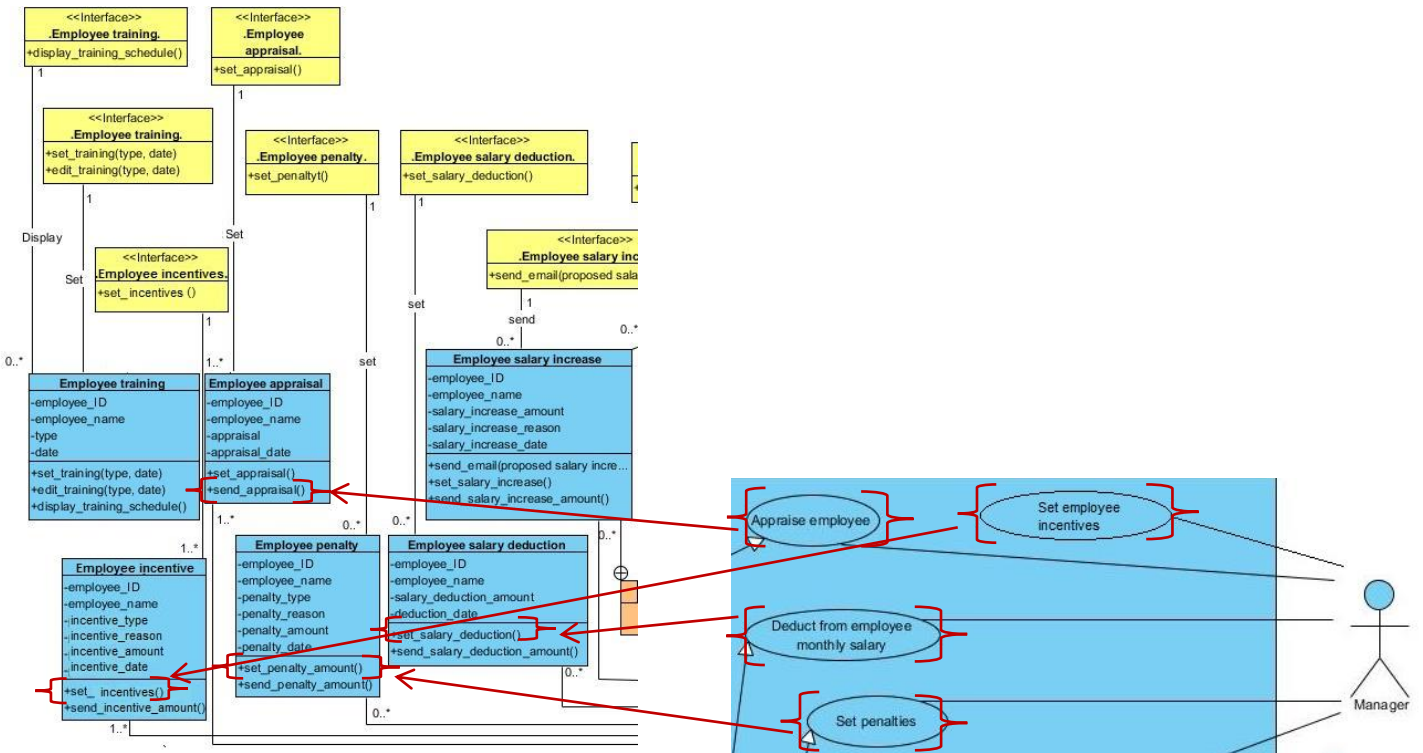 <<Interface>>
.Employee training.
+display_training_schedule()
1
<<Interface>>
.Employee
appraisal.
+set_appraisal()
1
<<Interface>>
.Employee training.
+set_training(type, date)
+edit_training(type, date)
1
<<Interface>>
.Employee penalty.
+set_penaltyt()
1
<<Interface>>
.Employee salary deduction.
+set_salary_deduction()
1
Display
Set
Set
<<Interface>>
.Employee incentives.
+set_ incentives ()
1
<<Interface>>
.Employee salary inc
+send_email(proposed sala
1
send
0..*
0..*
set
set
0..*
1..*
Employee training
-employee_ID
-employee_name
-type
-date
+set_training(type, date)
+edit_training(type, date)
+display_training_schedule()
Employee appraisal
-employee_ID
-employee_name
-appraisal
-appraisal_date
+set_appraisal()
+send_appraisal()
1..*
Employee salary increase
-employee_ID
-employee_name
-salary_increase_amount
-salary_increase_reason
-salary_increase_date
+send_email(proposed salary incre...
+set_salary_increase()
+send_salary_increase_amount()
0..*
1..*
Employee incentive
-employee_ID
-employee_name
-incentive_type
-incentive_reason
-incentive_amount
-incentive_date
+set_ incentives()
+send_incentive_amount()
1..*
0..*
Employee penalty
-employee_ID
-employee_name
-penalty_type
-penalty_reason
-penalty_amount
-penalty_date
+set_penalty_amount()
+send_penalty_amount()
0..*
0..*
Employee salary deduction
-employee_ID
-employee_name
-salary_deduction_amount
-deduction_date
+set_salary_deduction()
+send_salary_deduction_amount()
0..*
Appraise employee
Set employee
incentives
Deduct from employee
monthly salary
Set penalties
Manager